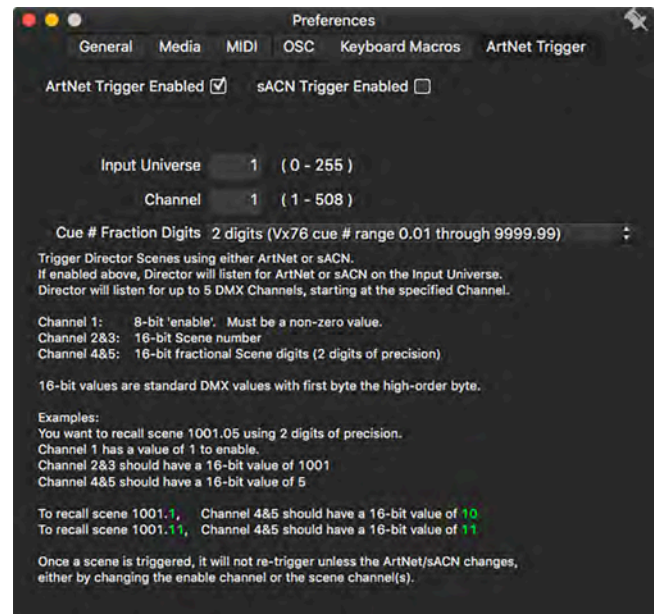 Preferences
General Media MIDI OSC Keyboard Macros ArtNet Trigger
ArtNet Trigger Enabled sACN Trigger Enabled
Input Universe 1 ( 0 - 255 )
Channel 1 ( 1 - 508 )
Cue # Fraction Digits 2 digits (Vx76 cue # range 0.01 through 9999.99)
Trigger Director Scenes using either ArtNet or sACN.
If enabled above, Director will listen for ArtNet or sACN on the Input Universe.
Director will listen for up to 5 DMX Channels, starting at the specified Channel.
Channel 1: 8-bit 'enable'. Must be a non-zero value.
Channel 2&3: 16-bit Scene number
Channel 4&5: 16-bit fractional Scene digits (2 digits of precision)
16-bit values are standard DMX values with first byte the high-order byte.
Examples:
You want to recall scene 1001.05 using 2 digits of precision.
Channel 1 has a value of 1 to enable.
Channel 2&3 should have a 16-bit value of 1001
Channel 4&5 should have a 16-bit value of 5
To recall scene 1001.1, Channel 4&5 should have a 16-bit value of 10
To recall scene 1001.11, Channel 4&5 should have a 16-bit value of 11
Once a scene is triggered, it will not re-trigger unless the ArtNet/sACN changes,
either by changing the enable channel or the scene channel(s).